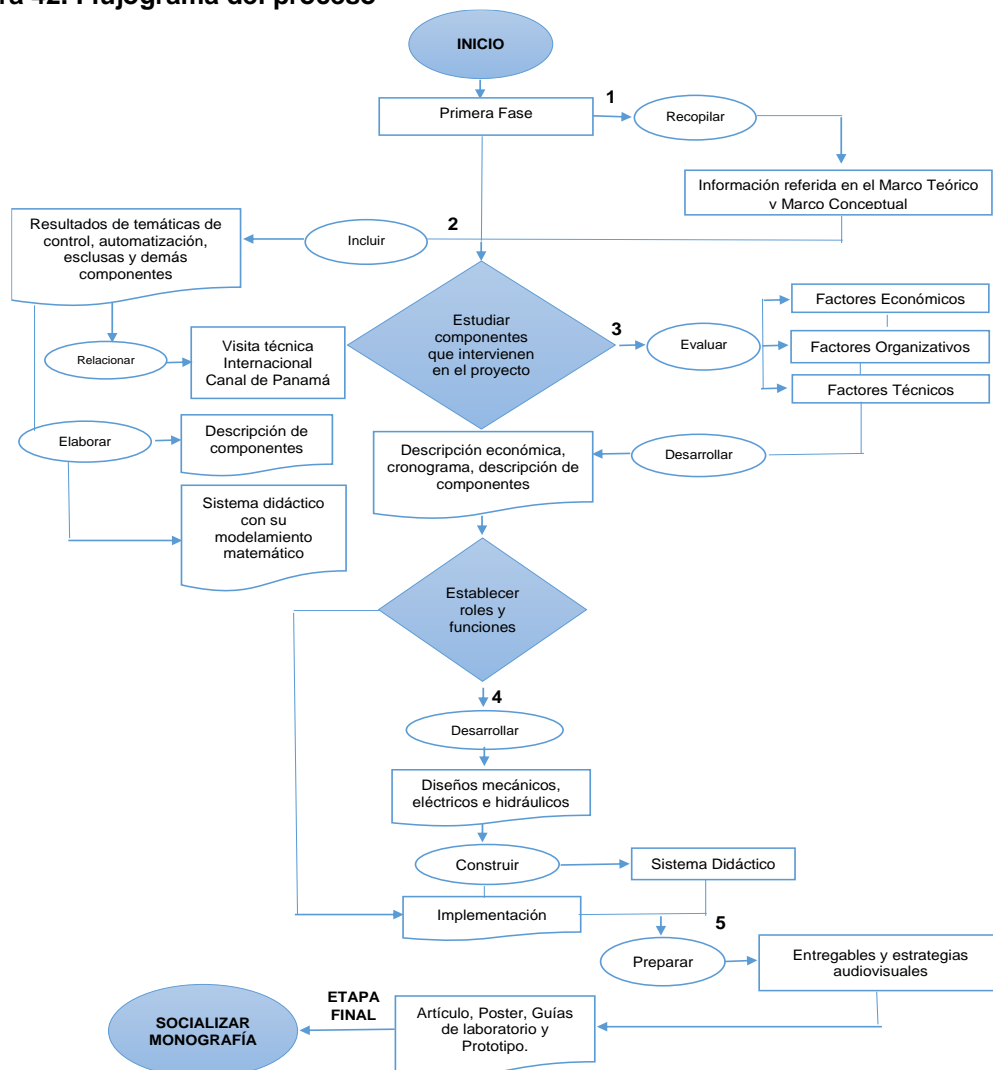 ra 42. Flujograma del proceso
INICIO
1
Primera Fase
Recopilar
Información referida en el Marco Teórico
y Marco Conceptual
2
Incluir
Resultados de temáticas de
control, automatización,
esclusas y demás
componentes
Relacionar
Visita técnica
Internacional
Canal de Panamá
Elaborar
Descripción de
componentes
Sistema didáctico
con su
modelamiento
matemático
Estudiar
componentes
que intervienen
en el proyecto
3
Evaluar
Factores Económicos
Factores Organizativos
Factores Técnicos
Desarrollar
Descripción económica,
cronograma, descripción de
componentes
Establecer
roles y
funciones
4
Desarrollar
Diseños mecánicos,
eléctricos e hidráulicos
Construir
Sistema Didáctico
Implementación
5
Preparar
Entregables y estrategias
audiovisuales
Artículo, Poster, Guías
de laboratorio y
Prototipo.
ETAPA
FINAL
SOCIALIZAR
MONOGRAFÍA